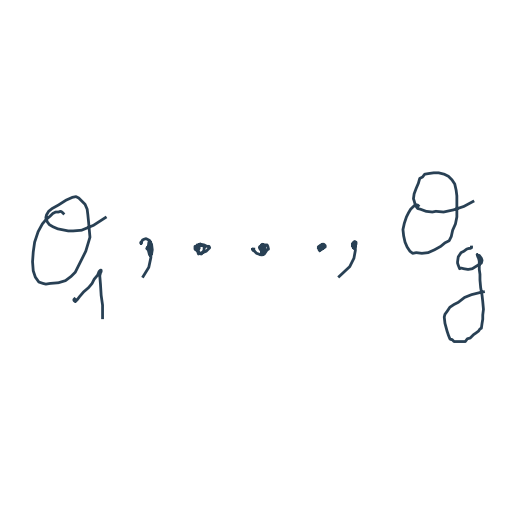 θ₁, . . ., θ_g